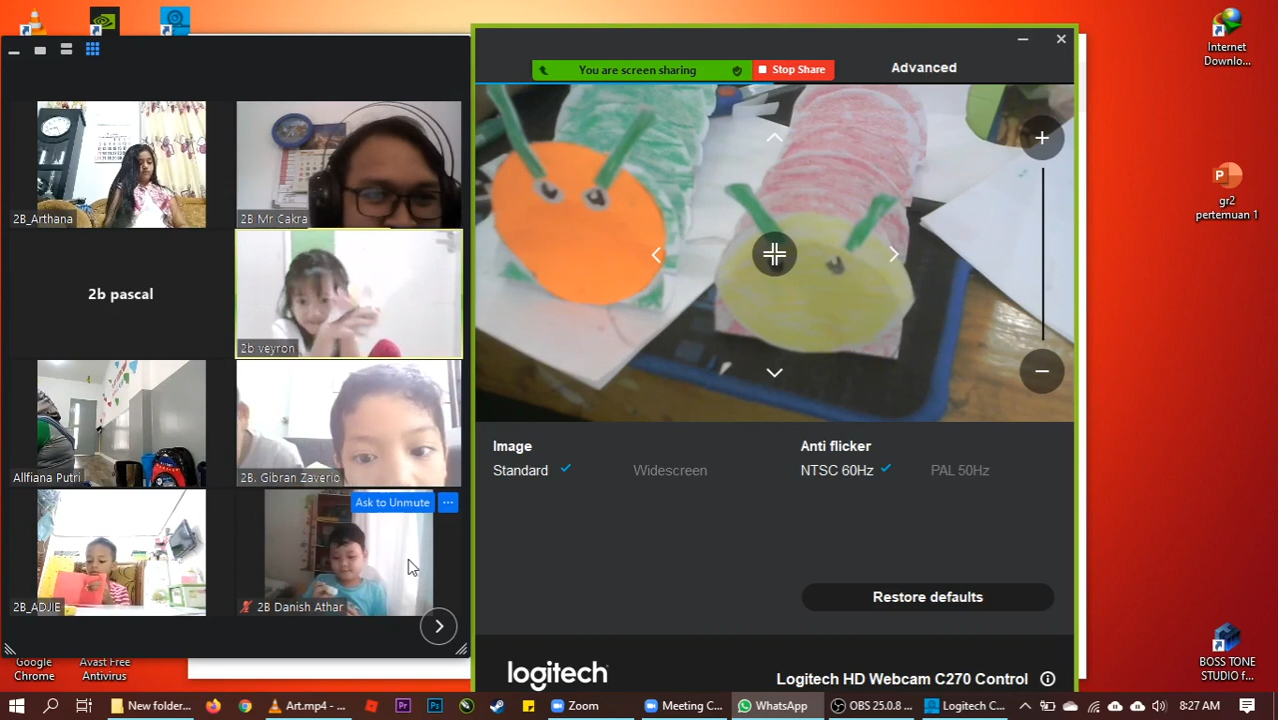 You are screen sharing
Stop Share
Advanced
Internet
Downlo...
2B_Arthana
2B Mr Cakra
gr2
pertemuan 1
2b pascal
2b veyron
Allfiana Putri
2B. Gibran Zaverio
Image
Anti flicker
Standard
Widescreen
NTSC 60Hz
PAL 50Hz
Ask to Unmute
2B_ADJIE
2B Danish Athar
Restore defaults
Google
Chrome
Avast Free
Antivirus
logitech
Logitech HD Webcam C270 Control
BOSS TONE
STUDIO f...
New folder...
Pr
Ps
Art.mp4 - ...
Zoom
Meeting C...
WhatsApp
OBS 25.0.8 ...
Logitech C...
8:27 AM